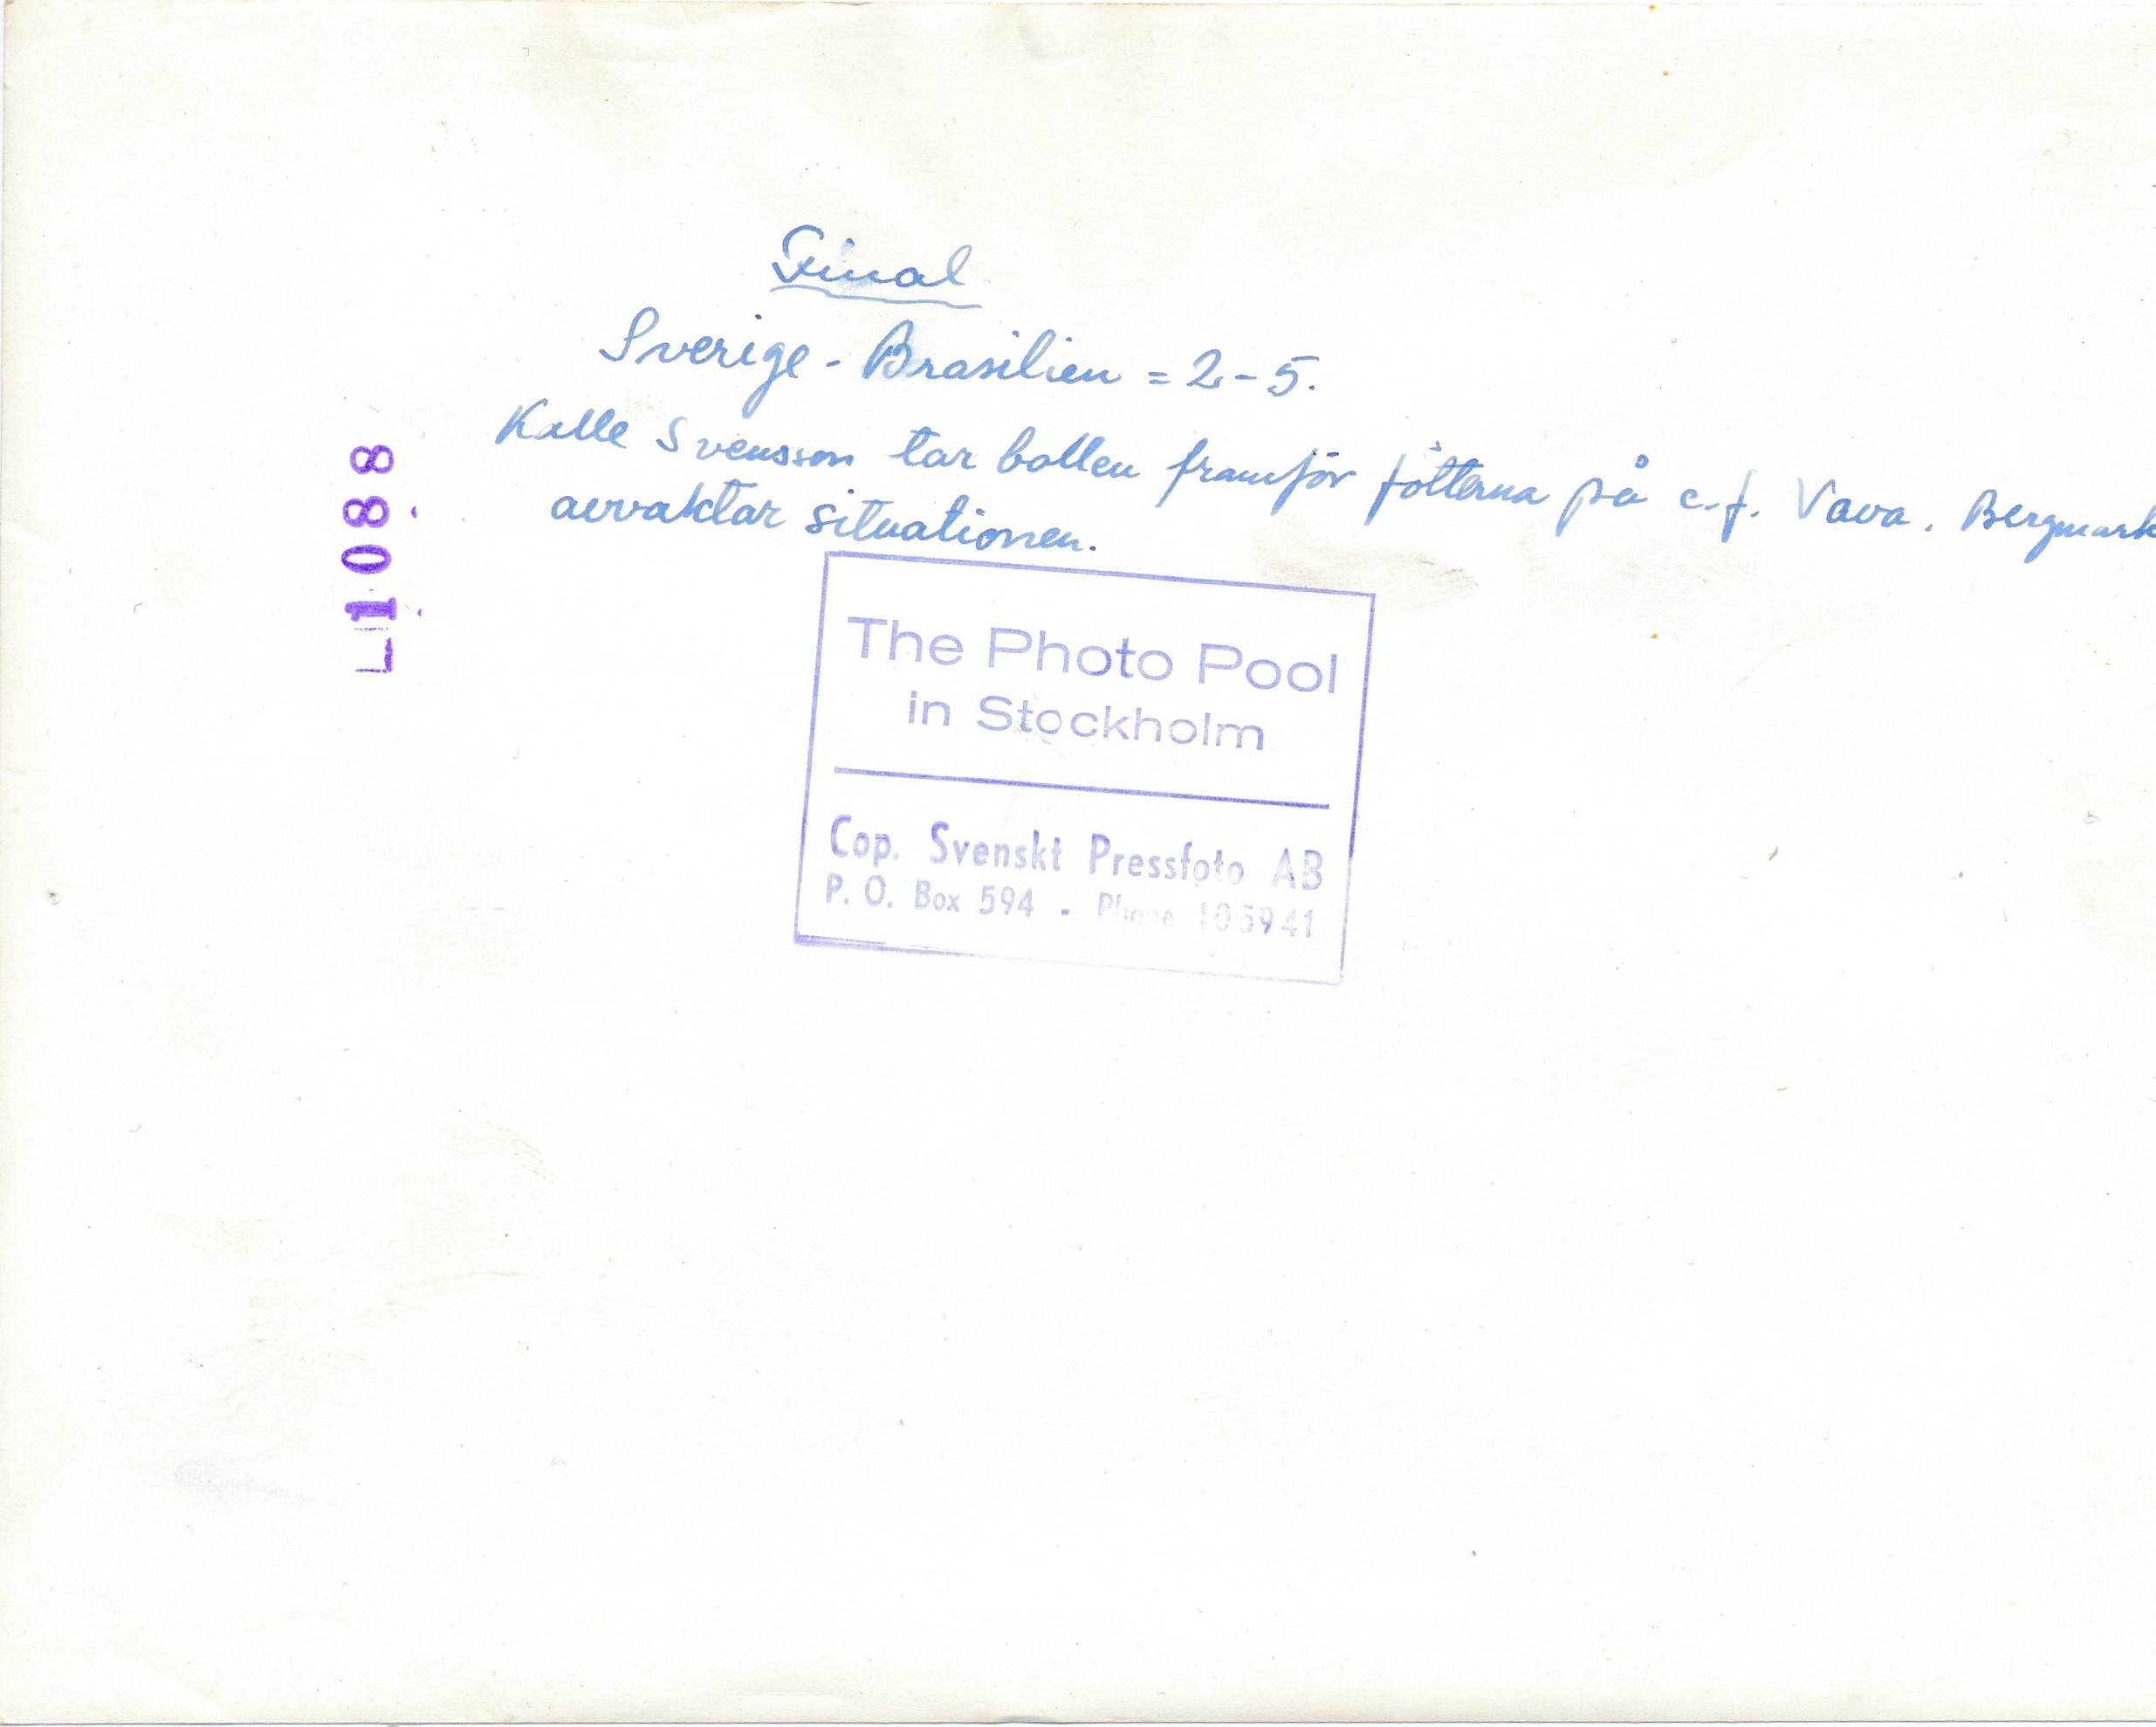 Final
Sverige - Brasilien = 2 - 5.
Kalle Svensson tar bollen framför fötterna på c.f. Vava. Bergmark
avvaktar situationen.
L1088
The Photo Pool
in Stockholm
Cop. Svenskt Pressfoto AB
P. O. Box 594 - Phone 105941